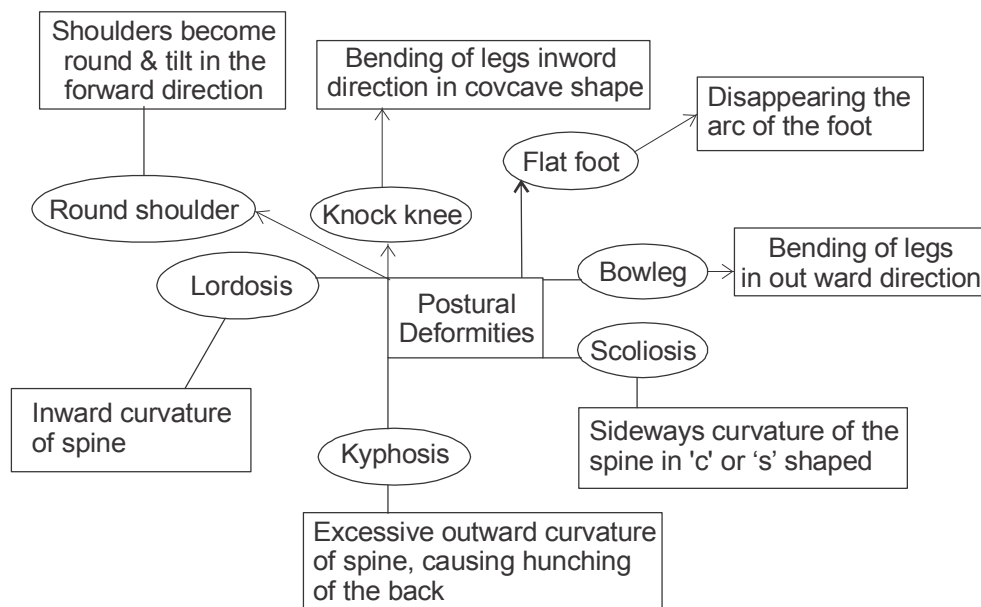 Shoulders become
round & tilt in the
forward direction
Bending of legs inword
direction in covcave shape
Disappearing the
arc of the foot
Flat foot
Round shoulder
Knock knee
Bending of legs
in out ward direction
Bowleg
Lordosis
Postural
Deformities
Scoliosis
Inward curvature
of spine
Kyphosis
Sideways curvature of the
spine in 'c' or ‘s’ shaped
Excessive outward curvature
of spine, causing hunching
of the back